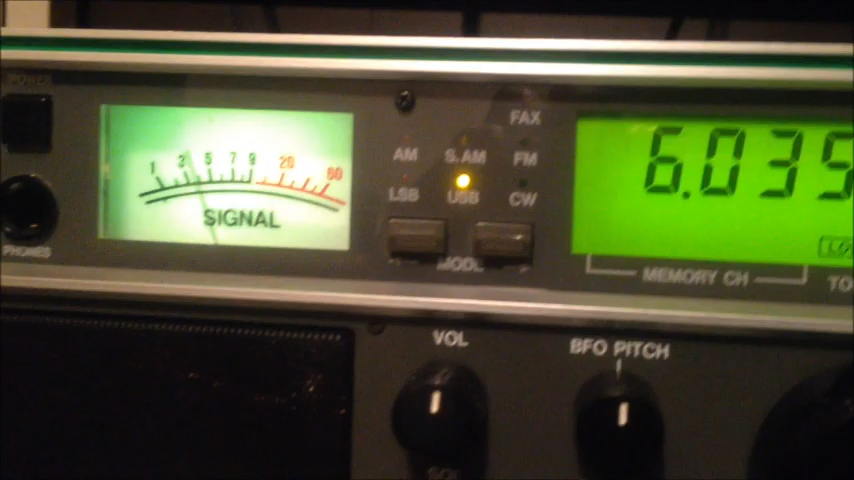 POWER
FAX
1 3 5 7 9 20 60
AM S.AM FM
SIGNAL
LSB USB CW
6.035
PHONES
MODE
MEMORY CH
TO
VOL
BFO PITCH